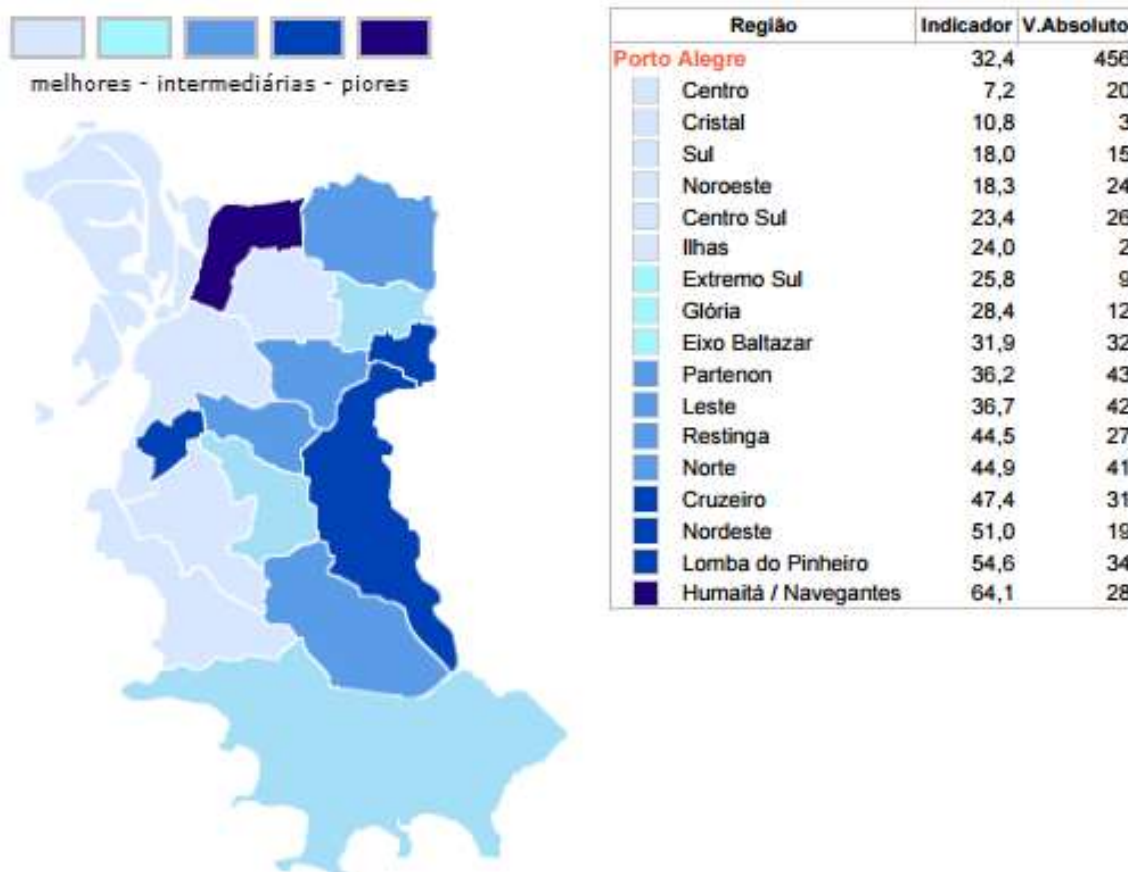 melhores - intermediárias - piores
Região Indicador V.Absoluto
Porto Alegre 32,4 456
Centro 7,2 20
Cristal 10,8 3
Sul 18,0 15
Noroeste 18,3 24
Centro Sul 23,4 26
Ilhas 24,0 2
Extremo Sul 25,8 9
Glória 28,4 12
Eixo Baltazar 31,9 32
Partenon 36,2 43
Leste 36,7 42
Restinga 44,5 27
Norte 44,9 41
Cruzeiro 47,4 31
Nordeste 51,0 19
Lomba do Pinheiro 54,6 34
Humaitá / Navegantes 64,1 28